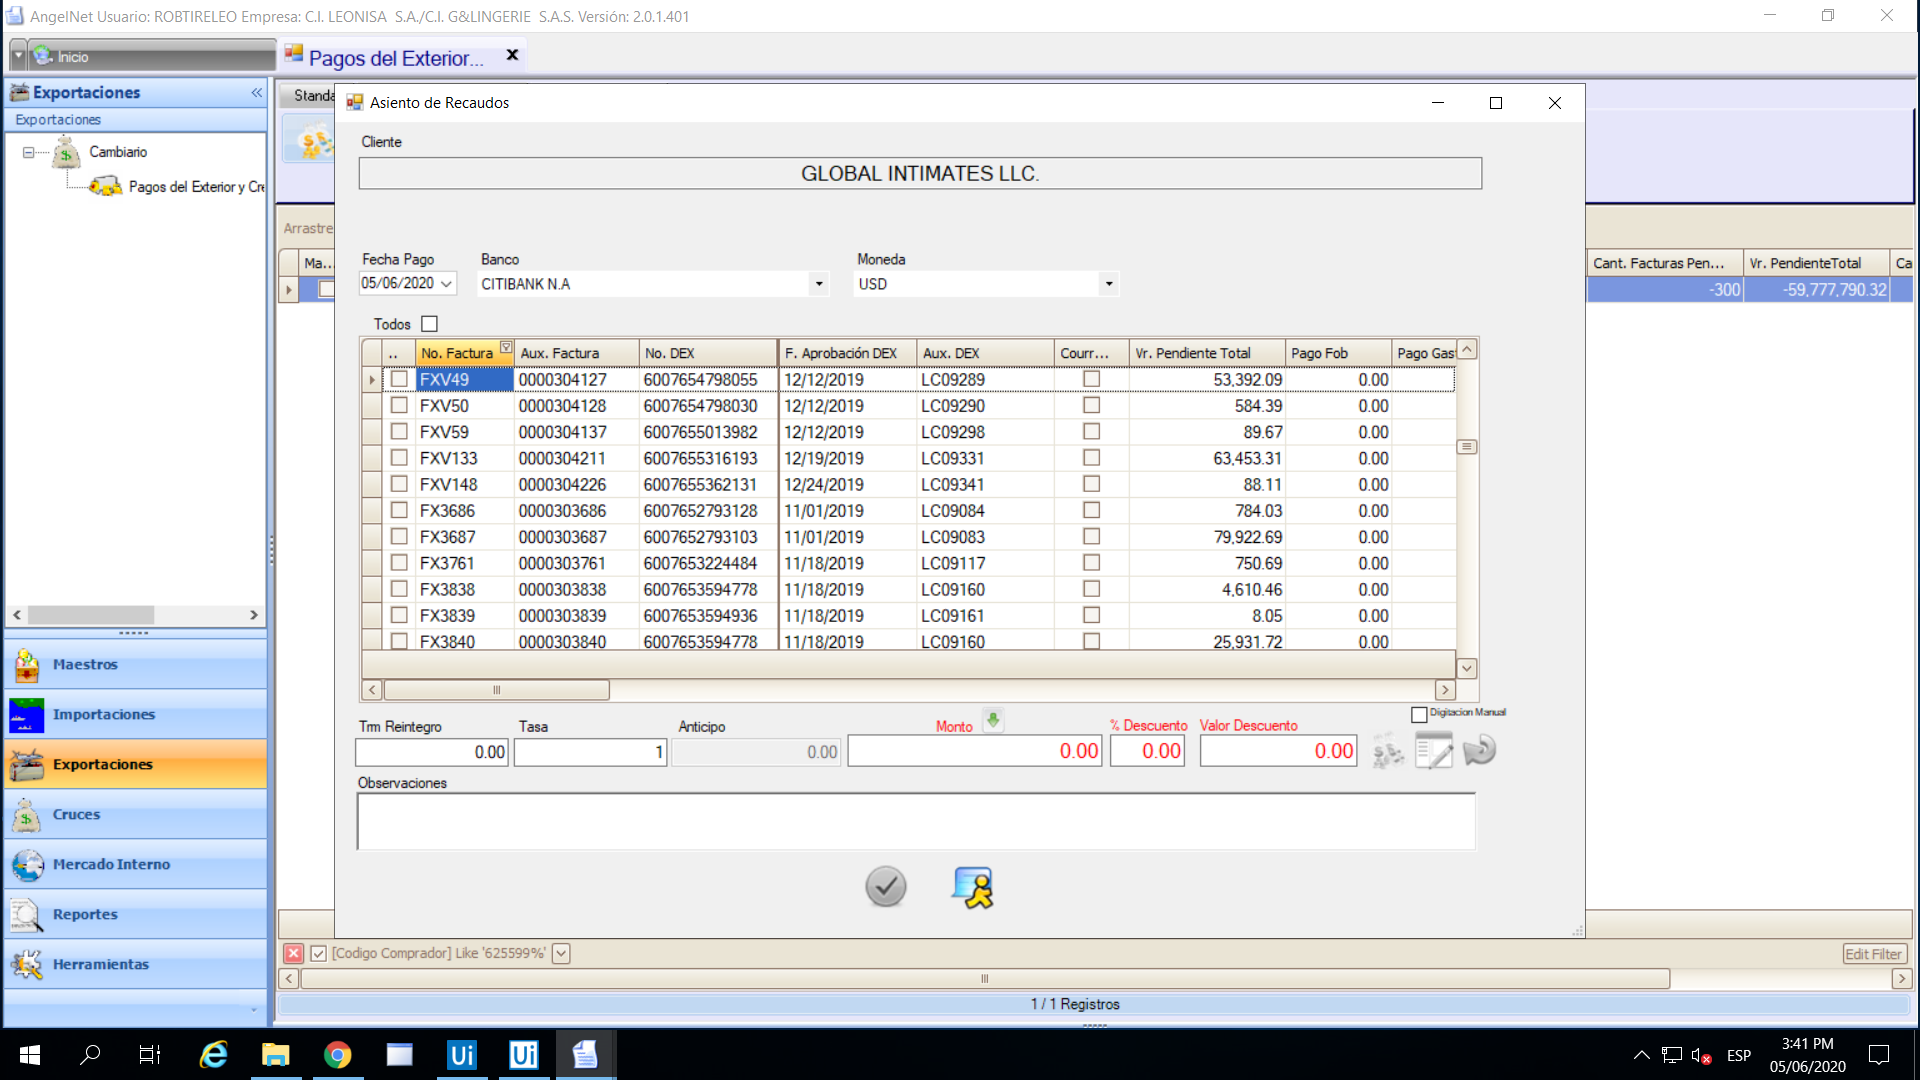 AngelNet Usuario: ROBTIRELEO Empresa: C.I. LEONISA  S.A./C.I. G&LINGERIE  S.A.S. Versión: 2.0.1.401
Inicio
Pagos del Exterior...
Exportaciones
Exportaciones
Cambiario
Pagos del Exterior y Cre
Standa
Asiento de Recaudos
Cliente
GLOBAL INTIMATES LLC.
Arrastre
Ma...
Cant. Facturas Pen...
Vr. PendienteTotal
Ca
-300
-59,777,790.32
Fecha Pago
Banco
Moneda
05/06/2020
CITIBANK N.A
USD
Todos
.. No. Factura Aux. Factura No. DEX F. Aprobación DEX Aux. DEX Courr... Vr. Pendiente Total Pago Fob Pago Gas
FXV49 0000304127 6007654798055 12/12/2019 LC09289 53,392.09 0.00
FXV50 0000304128 6007654798030 12/12/2019 LC09290 584.39 0.00
FXV59 0000304137 6007655013982 12/12/2019 LC09298 89.67 0.00
FXV133 0000304211 6007655316193 12/19/2019 LC09331 63,453.31 0.00
FXV148 0000304226 6007655362131 12/24/2019 LC09341 88.11 0.00
FX3686 0000303686 6007652793128 11/01/2019 LC09084 784.03 0.00
FX3687 0000303687 6007652793103 11/01/2019 LC09083 79,922.69 0.00
FX3761 0000303761 6007653224484 11/18/2019 LC09117 750.69 0.00
FX3838 0000303838 6007653594778 11/18/2019 LC09160 4,610.46 0.00
FX3839 0000303839 6007653594936 11/18/2019 LC09161 8.05 0.00
FX3840 0000303840 6007653594778 11/18/2019 LC09160 25,931.72 0.00
Trm Reintegro
Tasa
Anticipo
Monto
% Descuento
Valor Descuento
Digitacion Manual
0.00
1
0.00
0.00
0.00
0.00
Observaciones
Maestros
Importaciones
Exportaciones
Cruces
Mercado Interno
Reportes
Herramientas
[Codigo Comprador] Like '625599%'
Edit Filter
1 / 1 Registros
Ui
Ui
ESP
3:41 PM
05/06/2020